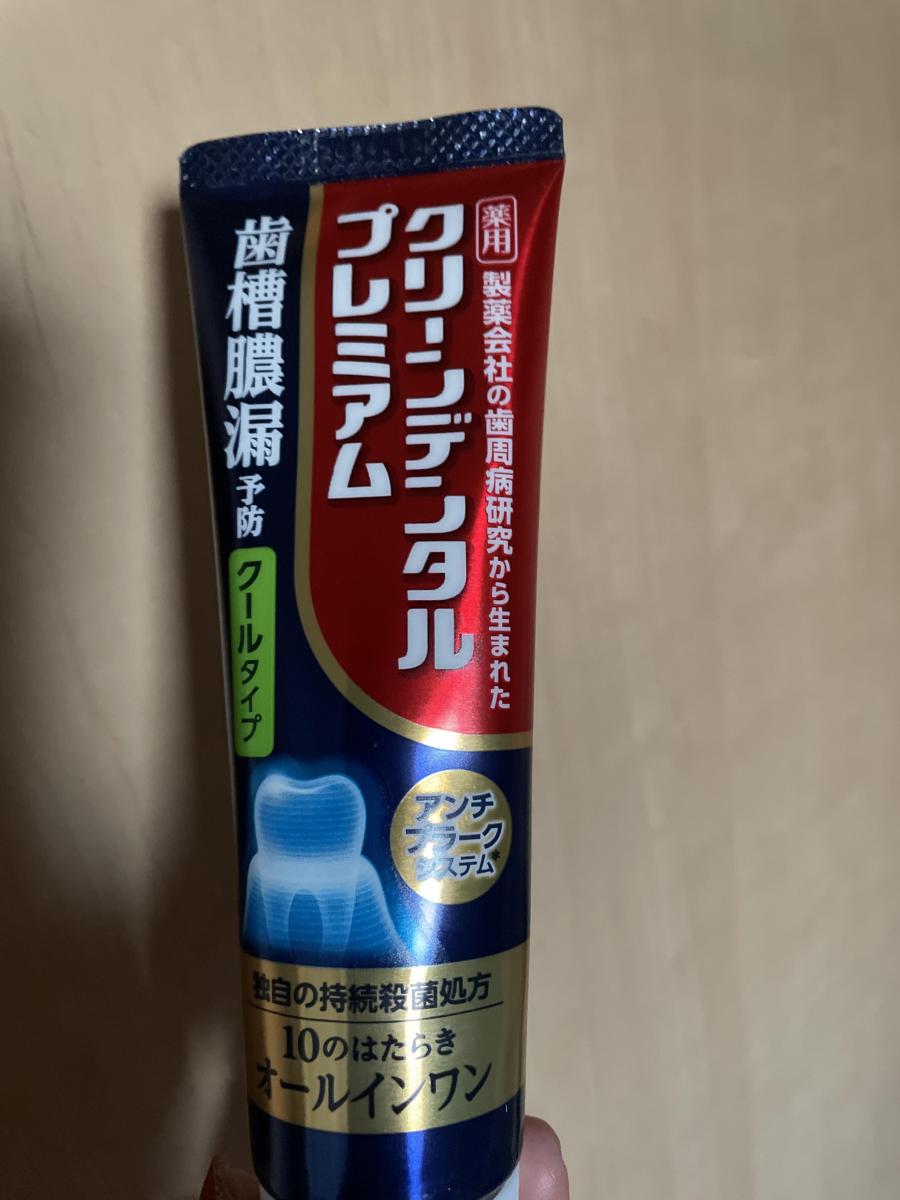 薬用
製薬会社の歯周病研究から生まれた
クリーンデンタル
プレミアム
歯槽膿漏予防
クールタイプ
アンチ
プラーク
システム*
独自の持続殺菌処方
10のはたらき
オールインワン